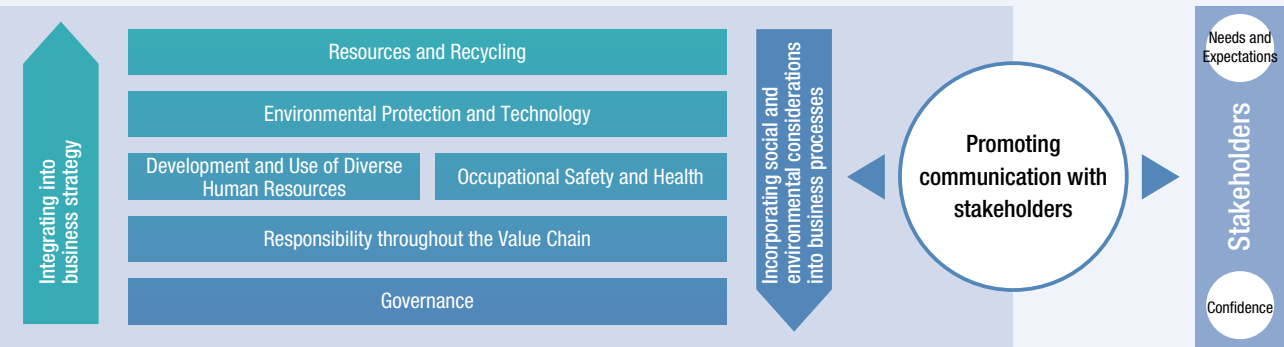 Integrating into
business strategy
Resources and Recycling
Environmental Protection and Technology
Development and Use of Diverse
Human Resources
Occupational Safety and Health
Responsibility throughout the Value Chain
Governance
Incorporating social and
environmental considerations
into business processes
Promoting
communication with
stakeholders
Needs and
Expectations
Stakeholders
Confidence